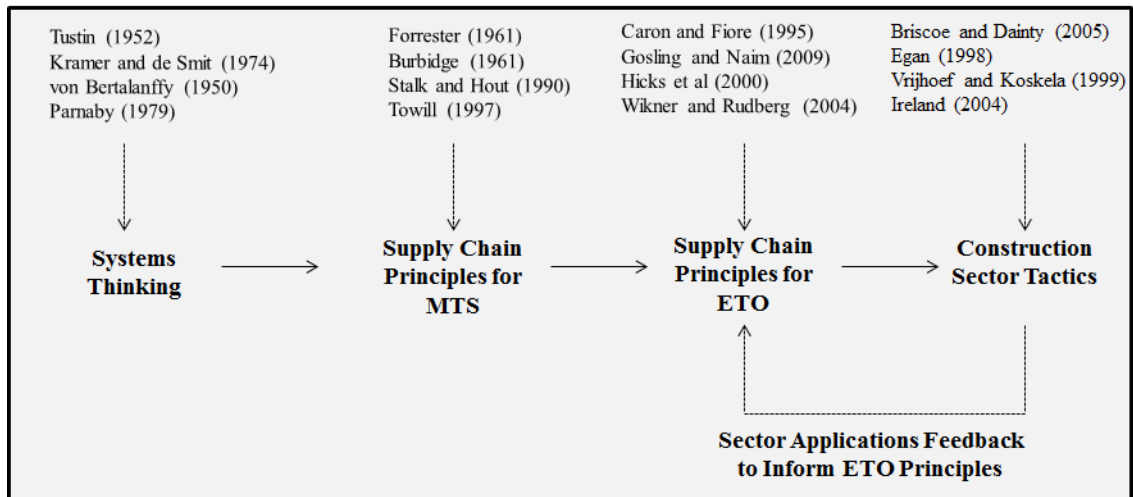 Tustin (1952)
Kramer and de Smit (1974)
von Bertalanffy (1950)
Parnaby (1979)
Forrester (1961)
Burbidge (1961)
Stalk and Hout (1990)
Towill (1997)
Caron and Fiore (1995)
Gosling and Naim (2009)
Hicks et al (2000)
Wikner and Rudberg (2004)
Briscoe and Dainty (2005)
Egan (1998)
Vrijhoef and Koskela (1999)
Ireland (2004)
Systems
Thinking
Supply Chain
Principles for
MTS
Supply Chain
Principles for
ETO
Construction
Sector Tactics
Sector Applications Feedback
to Inform ETO Principles